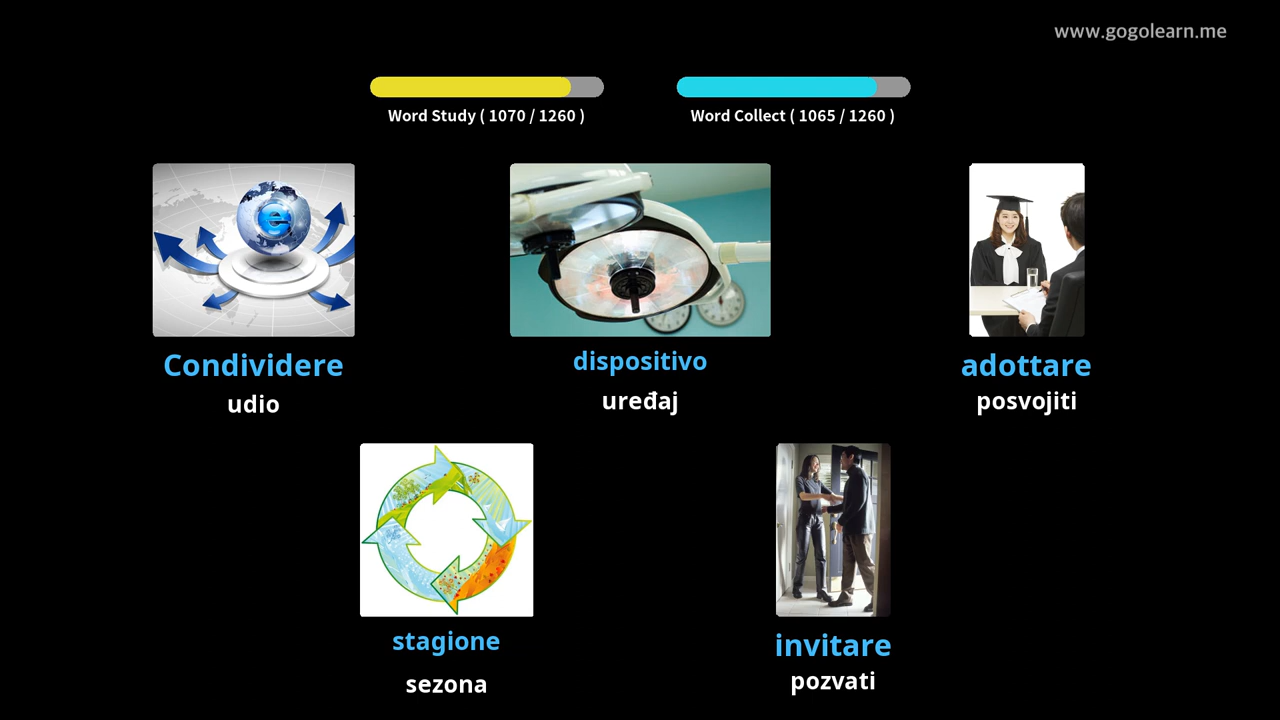 www.gogolearn.me
Word Study ( 1070 / 1260 )
Word Collect ( 1065 / 1260 )
e
Condividere
udio
dispositivo
uređaj
adottare
posvojiti
stagione
sezona
invitare
pozvati